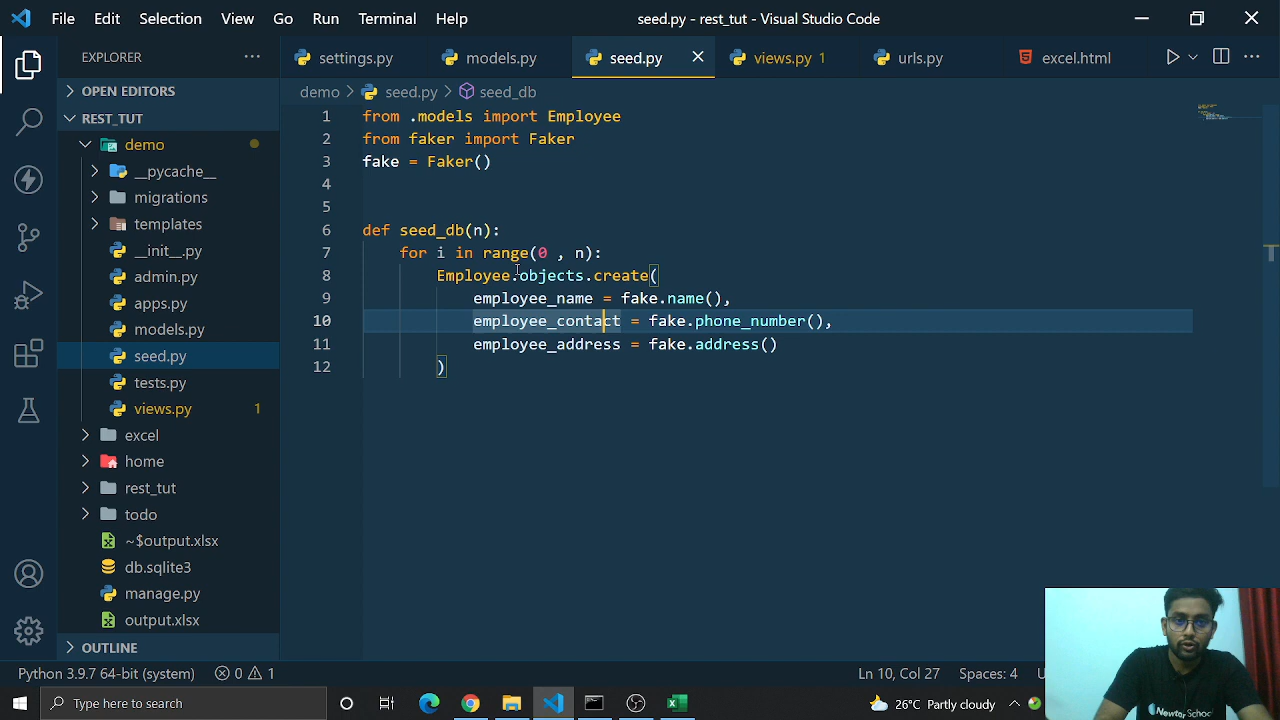 File Edit Selection View Go Run Terminal Help
seed.py - rest_tut - Visual Studio Code
EXPLORER
settings.py
models.py
seed.py
views.py 1
urls.py
excel.html
OPEN EDITORS
REST_TUT
demo
__pycache__
migrations
templates
__init__.py
admin.py
apps.py
models.py
seed.py
tests.py
views.py 1
excel
home
rest_tut
todo
~$output.xlsx
db.sqlite3
manage.py
output.xlsx
OUTLINE
demo > seed.py > seed_db
1 from .models import Employee
2 from faker import Faker
3 fake = Faker()
4
5
6 def seed_db(n):
7 for i in range(0 , n):
8 Employee.objects.create(
9 employee_name = fake.name(),
10 employee_contact = fake.phone_number(),
11 employee_address = fake.address()
12 )
Python 3.9.7 64-bit (system) 0 1
Ln 10, Col 27 Spaces: 4
Type here to search
26°C Partly cloudy